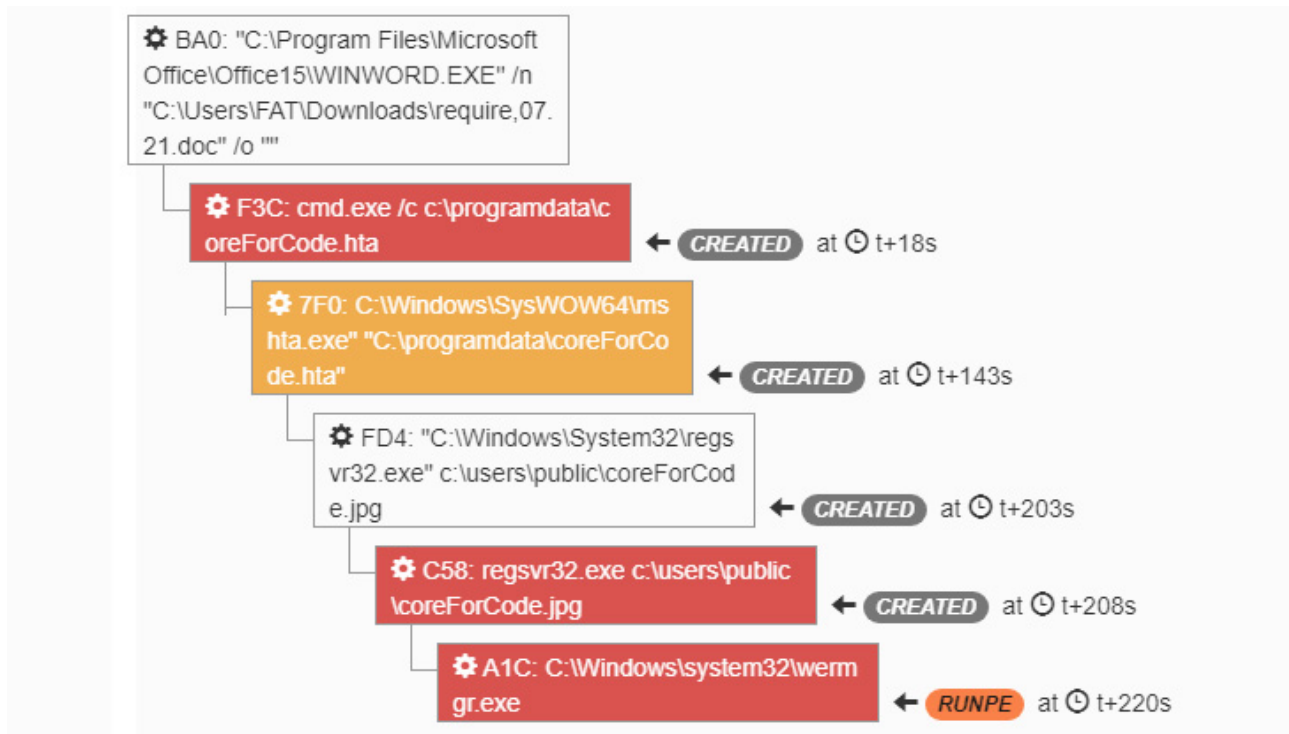 BA0: "C:\Program Files\Microsoft
Office\Office15\WINWORD.EXE" /n
"C:\Users\FAT\Downloads\require,07.
21.doc" /o ""
F3C: cmd.exe /c c:\programdata\c
oreForCode.hta
CREATED at t+18s
7F0: C:\Windows\SysWOW64\ms
hta.exe" "C:\programdata\coreForCo
de.hta"
CREATED at t+143s
FD4: "C:\Windows\System32\regs
vr32.exe" c:\users\public\coreForCod
e.jpg
CREATED at t+203s
C58: regsvr32.exe c:\users\public
\coreForCode.jpg
CREATED at t+208s
A1C: C:\Windows\system32\werm
gr.exe
RUNPE at t+220s